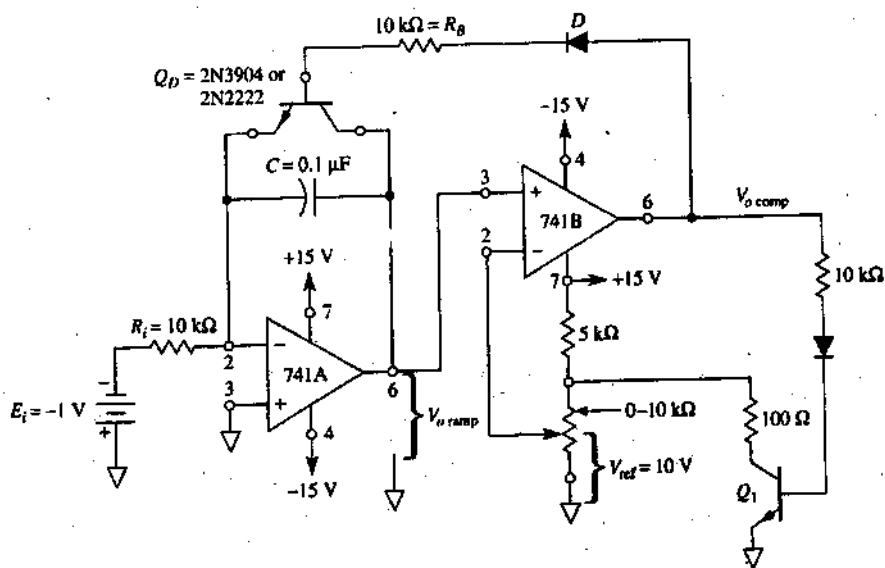 10 kΩ = R_B
D
Q_D = 2N3904 or
2N2222
-15 V
4
C = 0.1 μF
3
+
741B
6
V_o comp
2
−
+15 V
7
+15 V
10 kΩ
R_i = 10 kΩ
7
5 kΩ
2
−
741A
6
3
+
0–10 kΩ
100 Ω
E_i = −1 V
−
+
4
V_o ramp
V_ref = 10 V
-15 V
Q_1